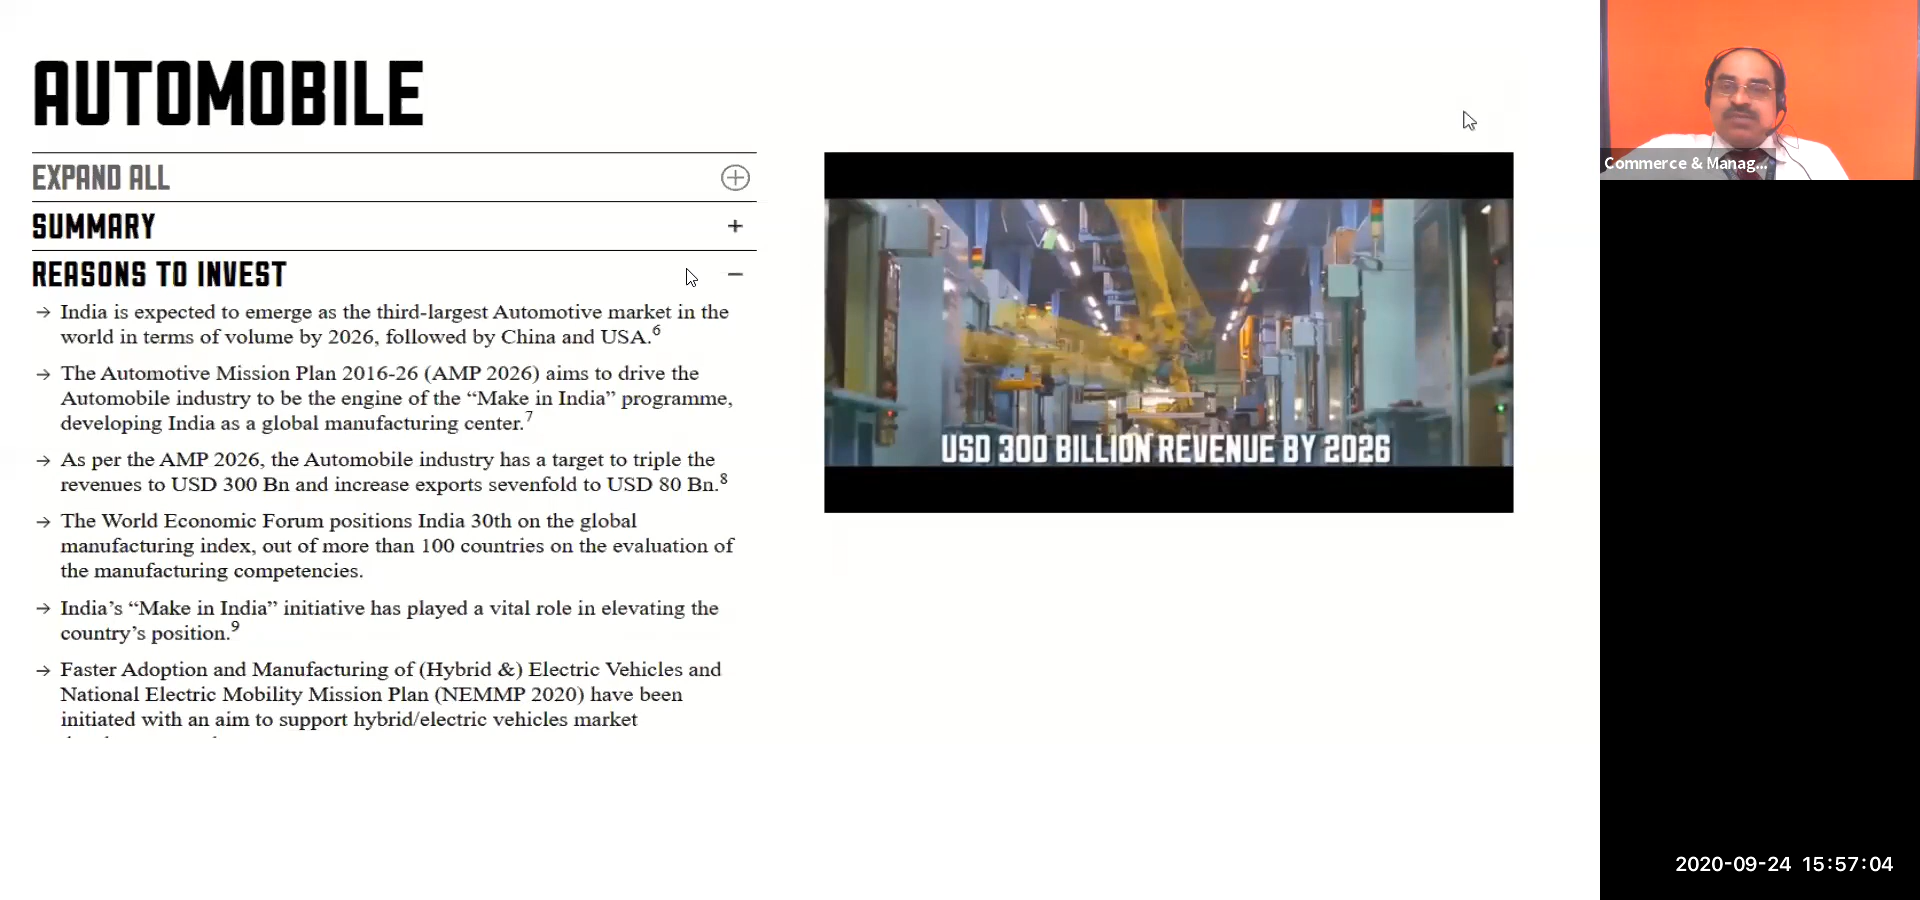 AUTOMOBILE
EXPAND ALL
SUMMARY
REASONS TO INVEST
→ India is expected to emerge as the third-largest Automotive market in the
world in terms of volume by 2026, followed by China and USA.6
→ The Automotive Mission Plan 2016-26 (AMP 2026) aims to drive the
Automobile industry to be the engine of the “Make in India” programme,
developing India as a global manufacturing center.7
→ As per the AMP 2026, the Automobile industry has a target to triple the
revenues to USD 300 Bn and increase exports sevenfold to USD 80 Bn.8
→ The World Economic Forum positions India 30th on the global
manufacturing index, out of more than 100 countries on the evaluation of
the manufacturing competencies.
→ India’s “Make in India” initiative has played a vital role in elevating the
country’s position.9
→ Faster Adoption and Manufacturing of (Hybrid &) Electric Vehicles and
National Electric Mobility Mission Plan (NEMMP 2020) have been
initiated with an aim to support hybrid/electric vehicles market
USD 300 BILLION REVENUE BY 2026
Commerce & Manag...
2020-09-24 15:57:04